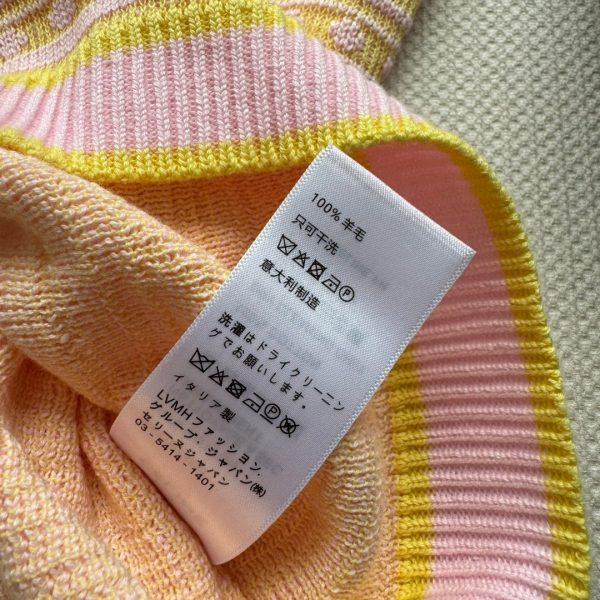 100% 羊毛
只可干洗
意大利制造
洗濯はドライクリーニン
グでお願いします。
イタリア製
LVMHファッション.
グループ・ジャパン(株)
セリーヌジャパン
03-5414-1401